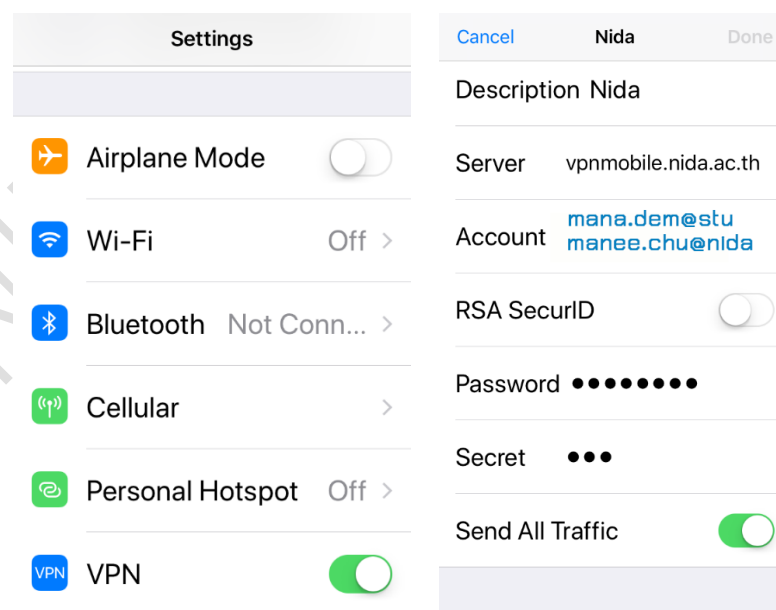 Settings
Airplane Mode
Wi-Fi Off
Bluetooth Not Conn...
Cellular
Personal Hotspot Off
VPN VPN
Cancel Nida Done
Description Nida
Server vpnmobile.nida.ac.th
Account mana.dem@stu
manee.chu@nida
RSA SecurID
Password ●●●●●●●●
Secret ●●●
Send All Traffic